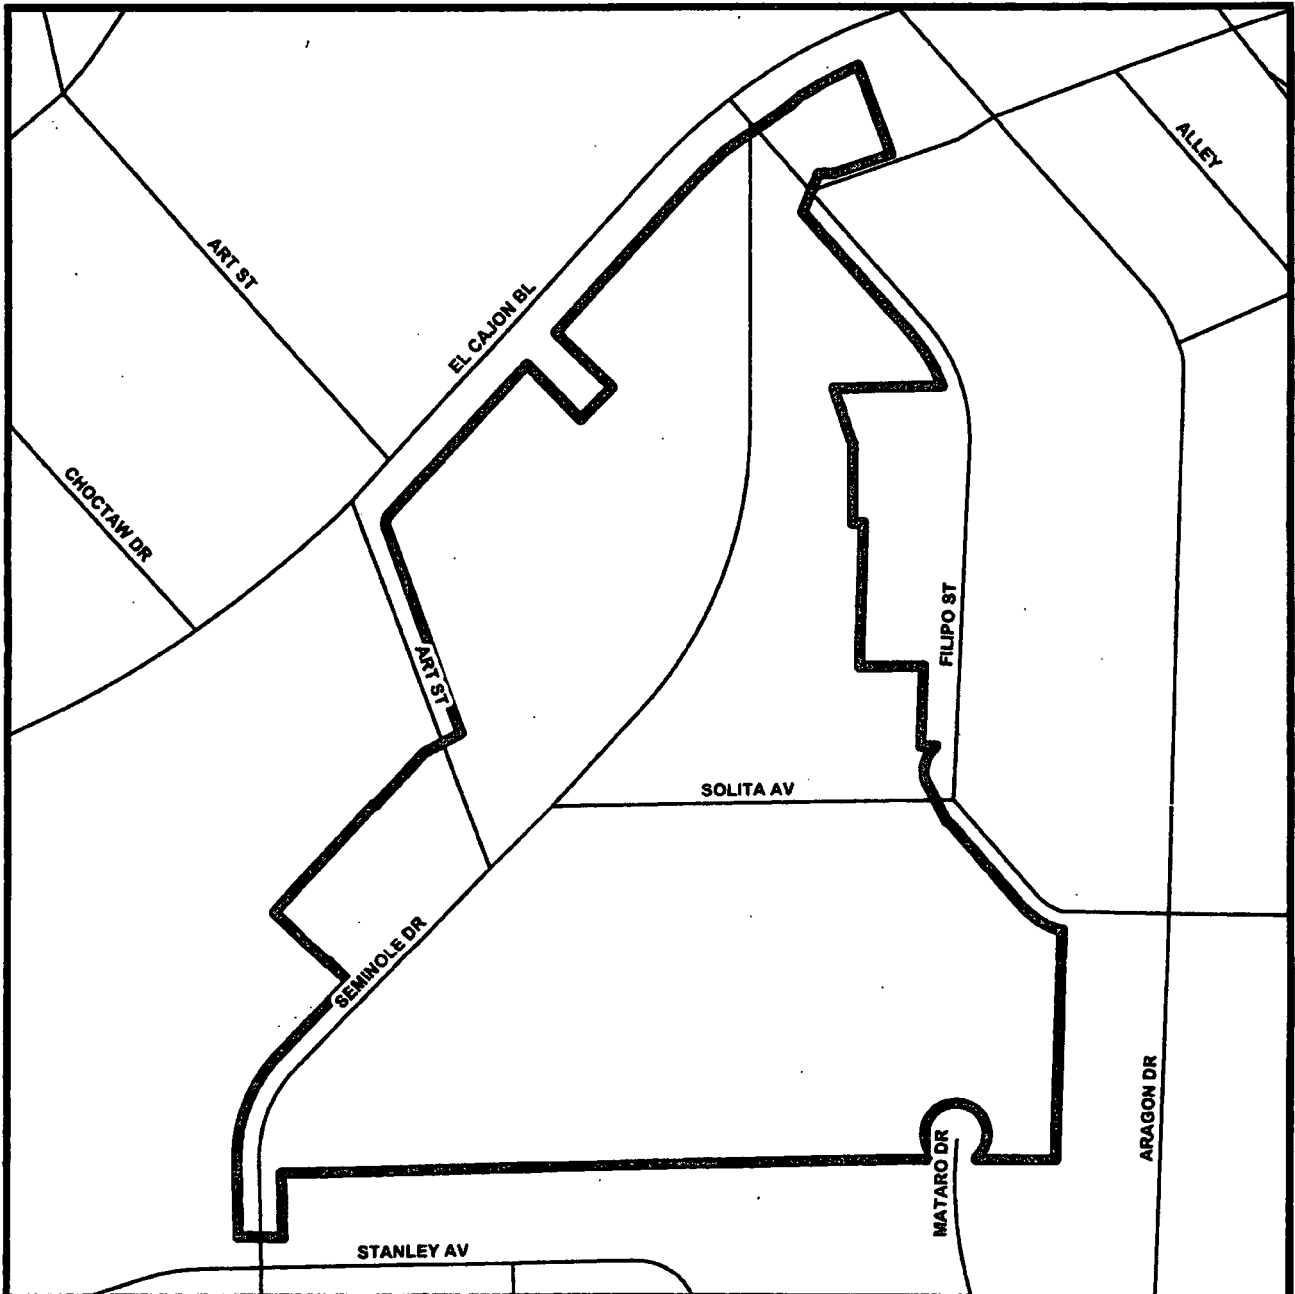 ALLEY
ART ST
EL CAJON BL
CHOCTAW DR
FILIPO ST
ART ST
SOLITA AV
SEMINOLE DR
ARAGON DR
MATARO DR
STANLEY AV